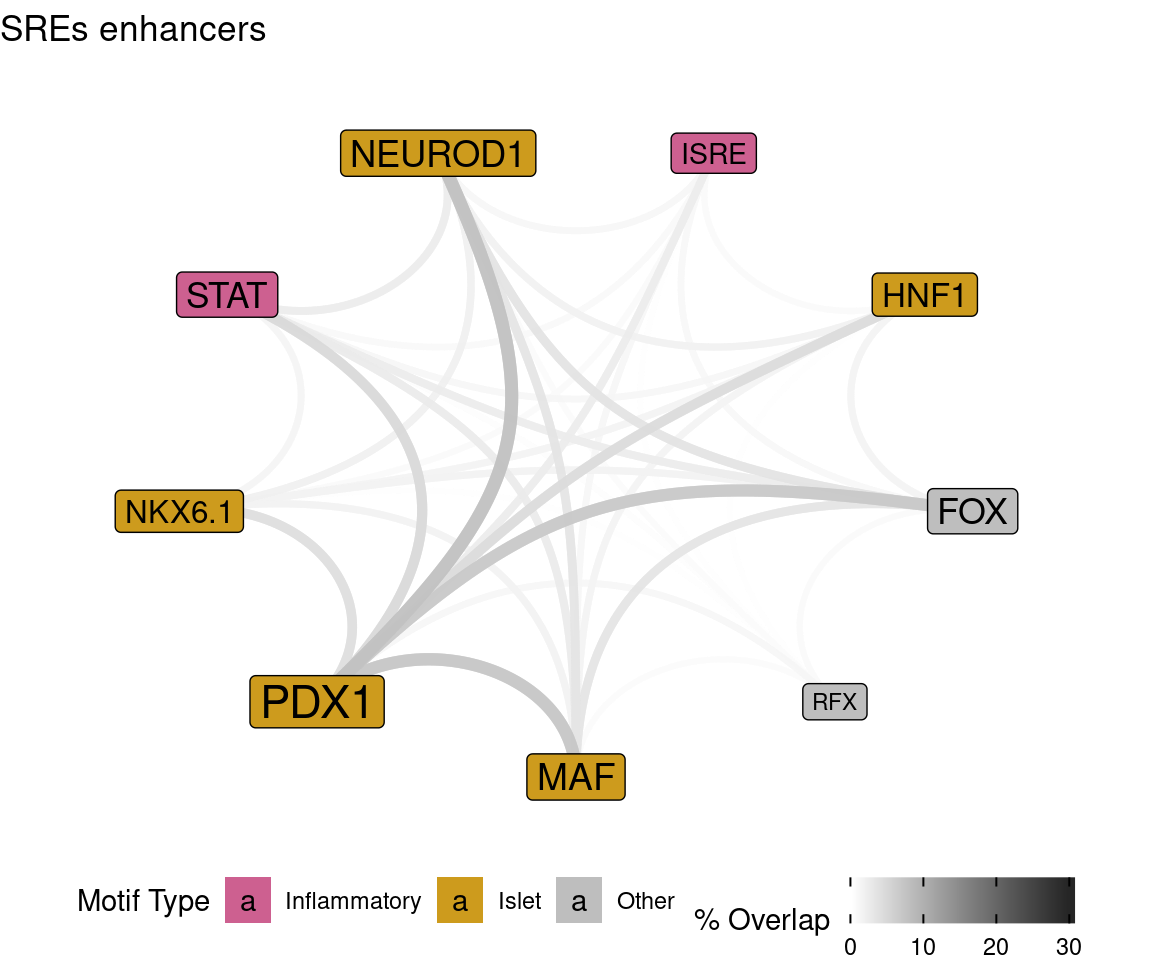 SREs enhancers
NEUROD1
ISRE
STAT
HNF1
NKX6.1
FOX
PDX1
RFX
MAF
Motif Type a Inflammatory a Islet a Other
% Overlap
0 10 20 30